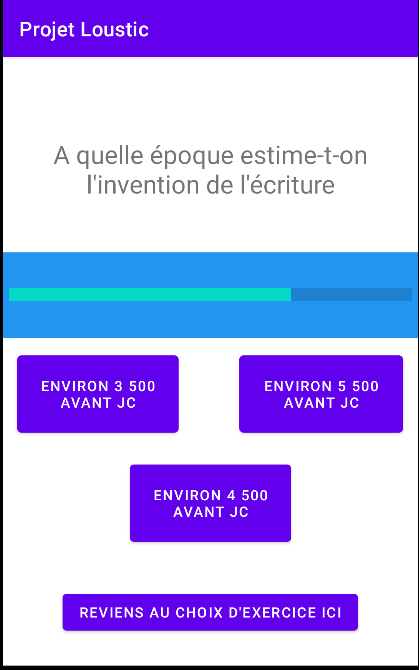 Projet Loustic
A quelle époque estime-t-on
l'invention de l'écriture
ENVIRON 3 500
AVANT JC
ENVIRON 5 500
AVANT JC
ENVIRON 4 500
AVANT JC
REVIENS AU CHOIX D'EXERCICE ICI